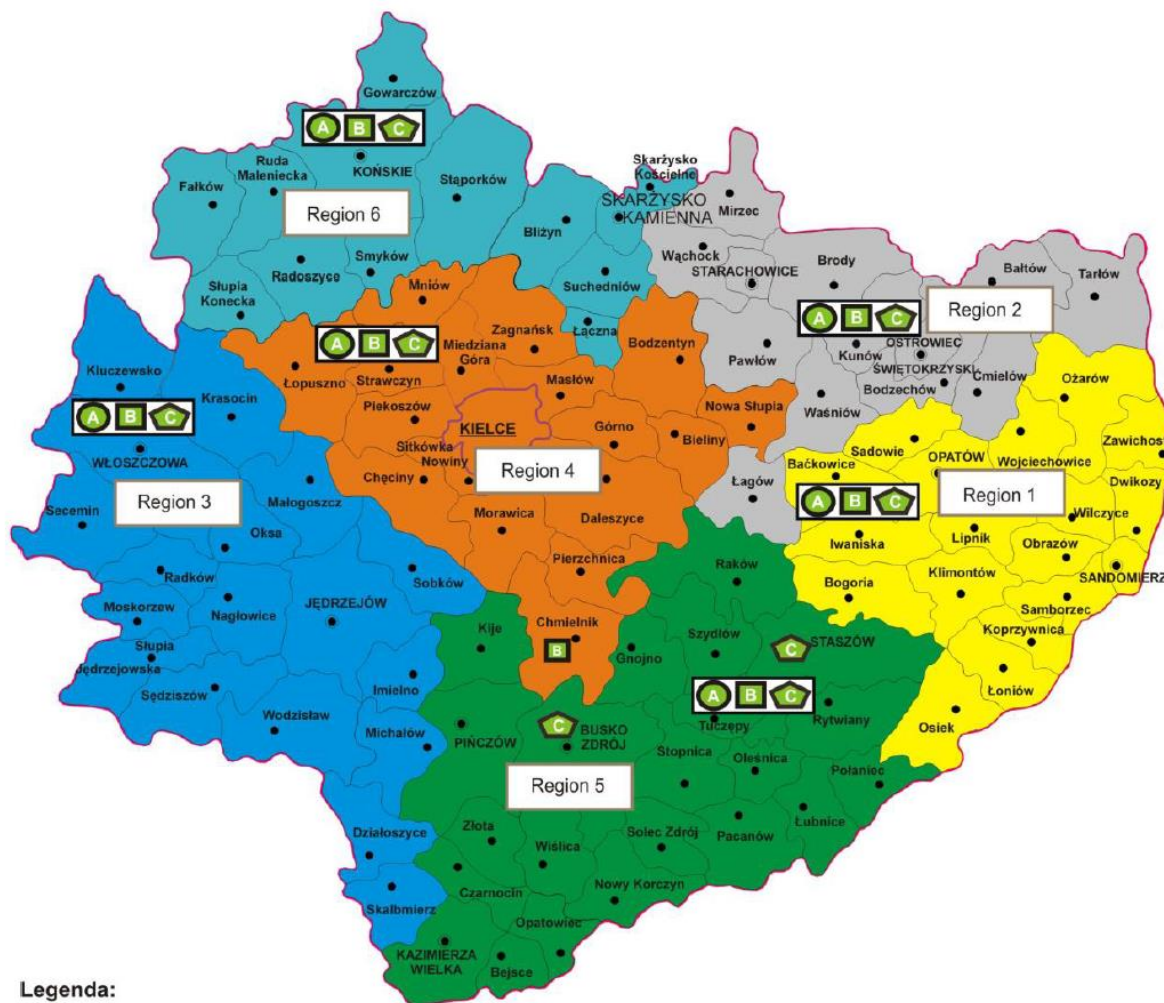 Gowarczów
A B C
KOŃSKIE
Ruda
Maleniecka
Fałków
Stąporków
Region 6
Skarżysko
Kościelne
SKARŻYSKO
KAMIENNA
Bliżyn
Mirzec
Wąchock
STARACHOWICE
Brody
Bałtów
Tarłów
Radoszyce
Smyków
Słupia
Konecka
Suchedniów
Łączna
Mniów
A B C
Miedziana
Góra
Zagnańsk
Bodzentyn
Łopuszno
Strawczyn
Masłów
Pawłów
A B C
Region 2
Kunów
OSTROWIEC
ŚWIĘTOKRZYSKI
Bodzechów
Ćmielów
Waśniów
Ożarów
Kluczewsko
Krasocin
A B C
WŁOSZCZOWA
Piekoszów
KIELCE
Sitkówka
Nowiny
Górno
Bieliny
Nowa Słupia
Chęciny
Region 4
Łagów
Baćkowice
Sadowie
OPATÓW
Wojciechowice
Zawichost
Dwikozy
A B C
Region 1
Region 3
Małogoszcz
Secemin
Oksa
Morawica
Daleszyce
Iwaniska
Lipnik
Wilczyce
Obrazów
SANDOMIERZ
Radków
Sobków
Pierzchnica
Raków
Bogoria
Klimontów
Samborzec
Moskorzew
Nagłowice
JĘDRZEJÓW
Słupia
Jędrzejowska
Kije
Chmielnik
B
Gnojno
Szydłów
C
STASZÓW
Koprzywnica
Łoniów
Sędziszów
Imielno
Wodzisław
Michałów
A B C
Tuczępy
Rytwiany
Osiek
PIŃCZÓW
C
BUSKO
ZDRÓJ
Stopnica
Oleśnica
Połaniec
Region 5
Łubnice
Pacanów
Działoszyce
Złota
Wiślica
Solec Zdrój
Skalbmierz
Czarnocin
Nowy Korczyn
Opatowiec
KAZIMIERZA
WIELKA
Bejsce
Legenda: